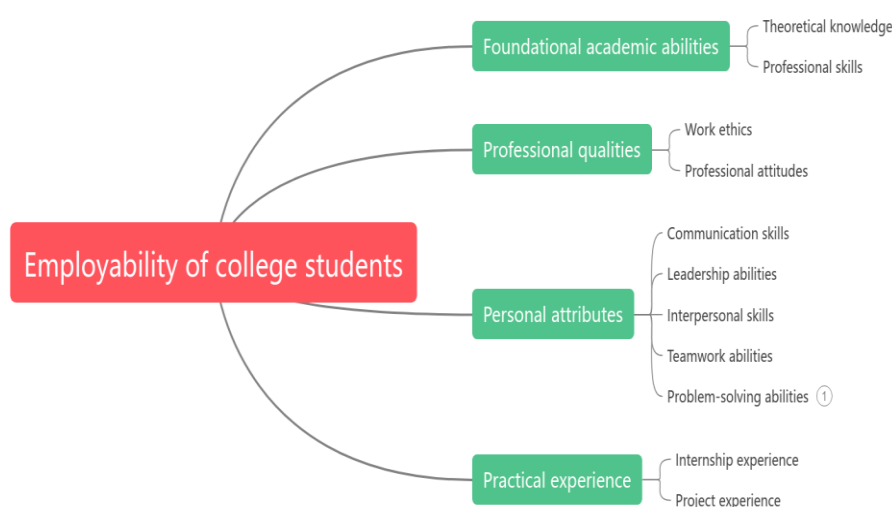 Foundational academic abilities
Theoretical knowledge
Professional skills
Professional qualities
Work ethics
Professional attitudes
Employability of college students
Personal attributes
Communication skills
Leadership abilities
Interpersonal skills
Teamwork abilities
Problem-solving abilities 1
Practical experience
Internship experience
Project experience